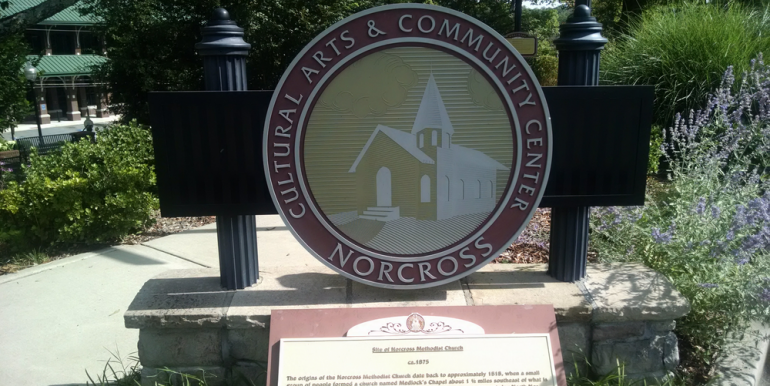 CULTURAL ARTS & COMMUNITY CENTER
NORCROSS
Site of Norcross Methodist Church
ca.1875
The origins of the Norcross Methodist Church date back to approximately 1818, when a small
group of people formed a church named Medlock's Chapel about 1 ½ miles southeast of what is